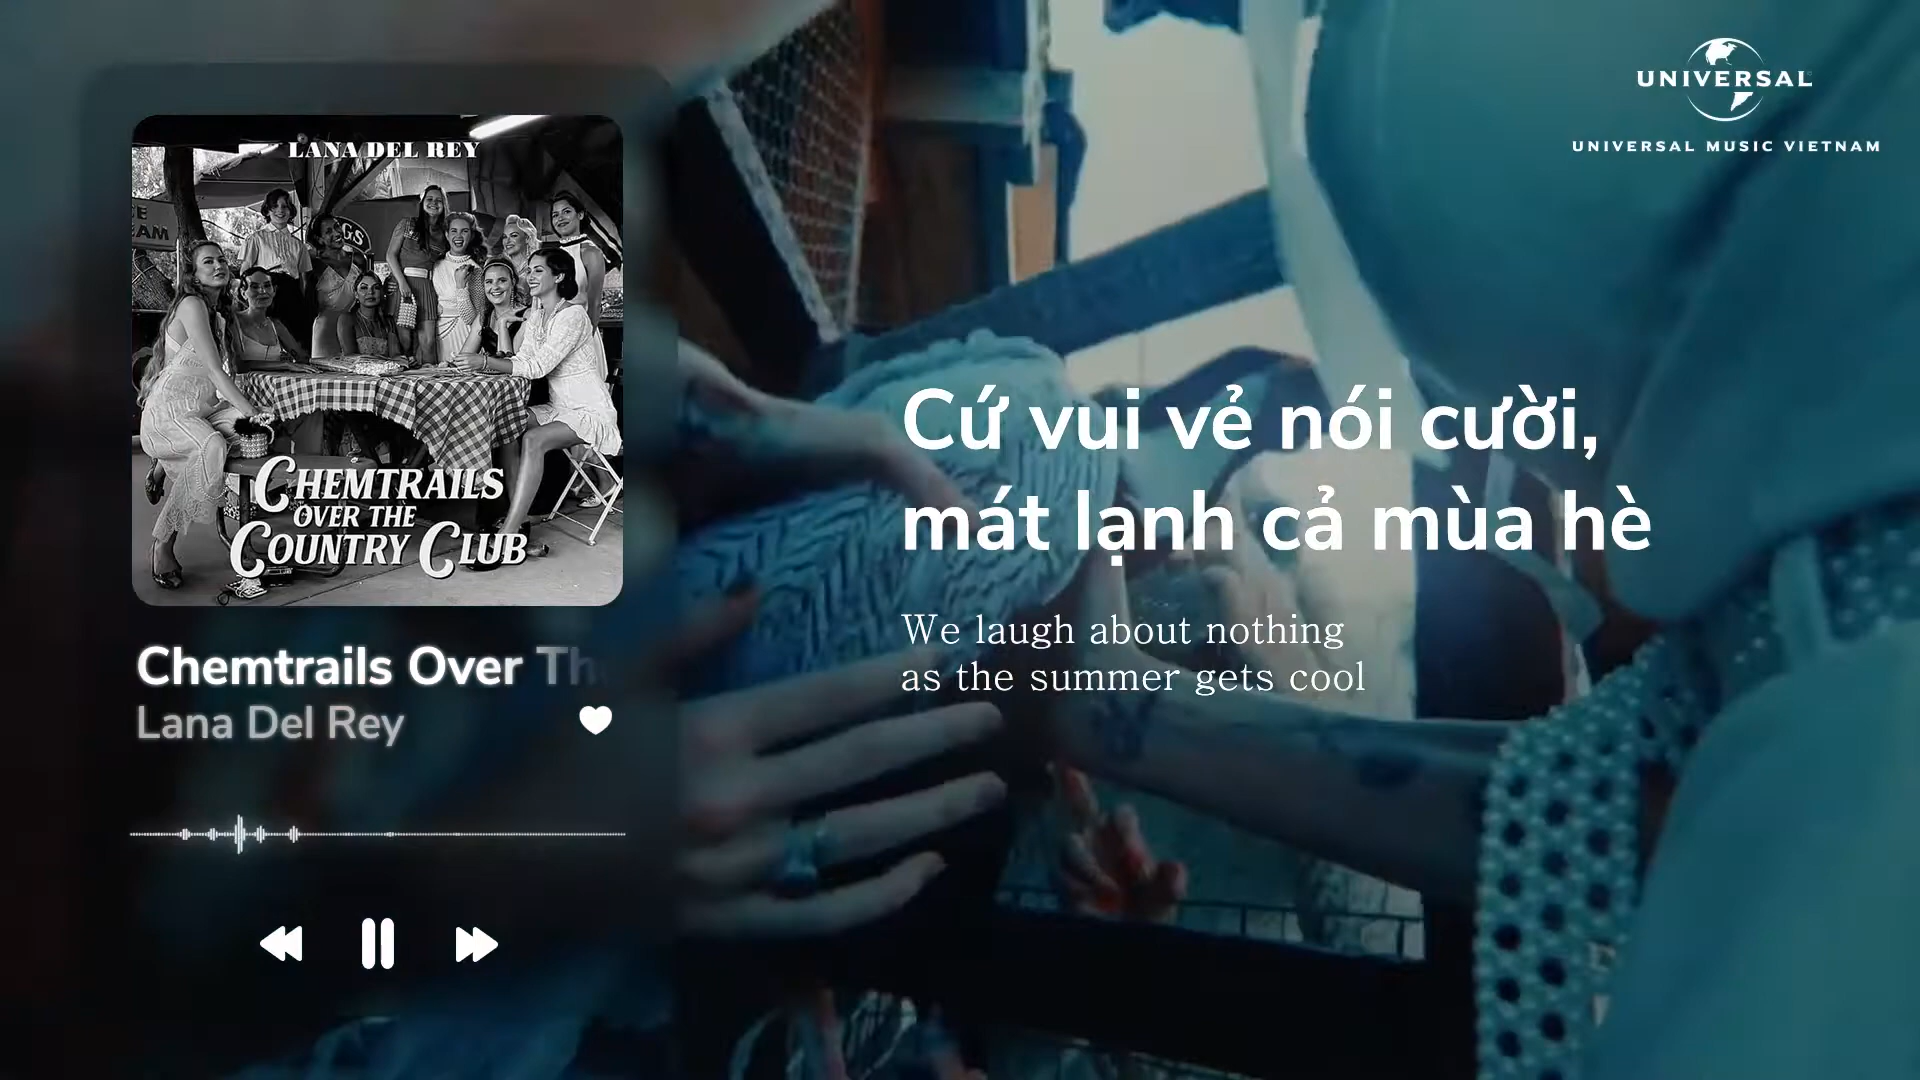 LANA DEL REY
CHEMTRAILS
OVER THE
COUNTRY CLUB
Chemtrails Over Th
Lana Del Rey
UNIVERSAL
UNIVERSAL MUSIC VIETNAM
Cứ vui vẻ nói cười,
mát lạnh cả mùa hè
We laugh about nothing
as the summer gets cool